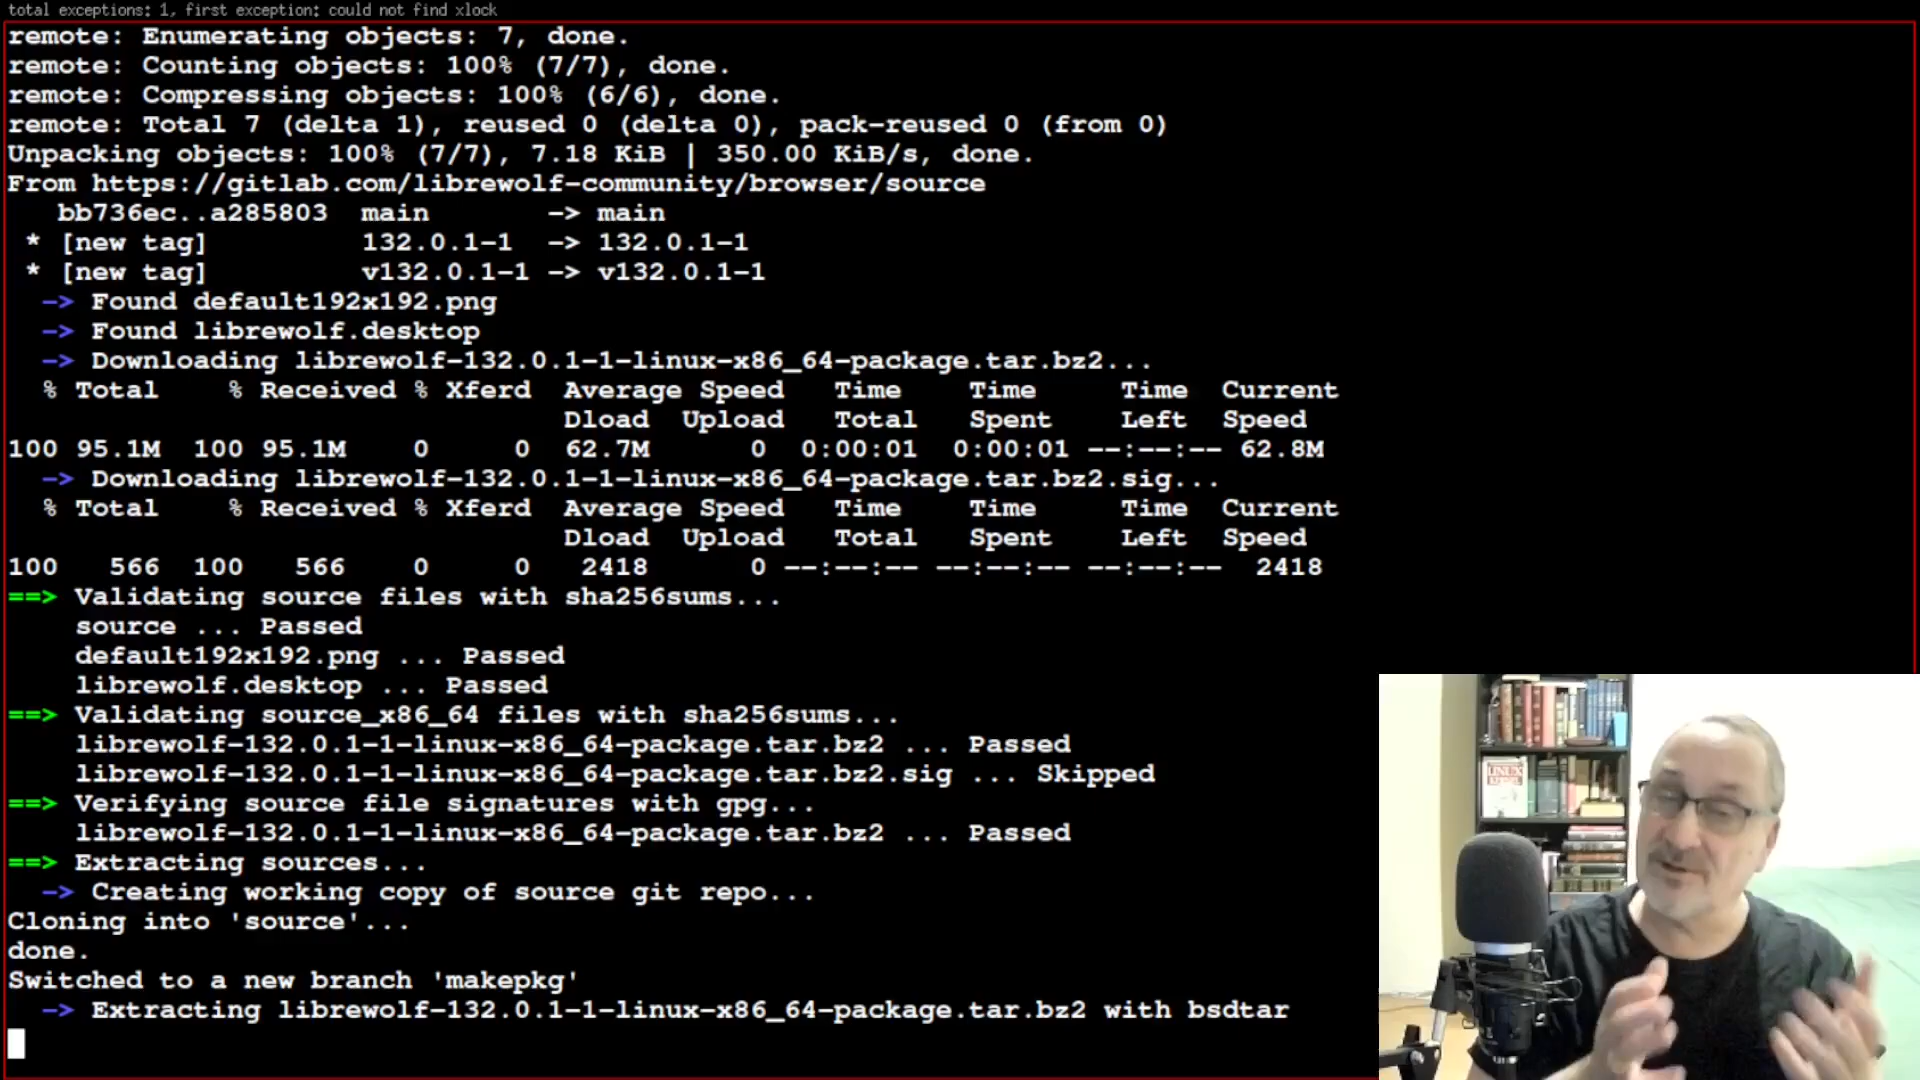 total exceptions: 1, first exception: could not find xlock
remote: Enumerating objects: 7, done.
remote: Counting objects: 100% (7/7), done.
remote: Compressing objects: 100% (6/6), done.
remote: Total 7 (delta 1), reused 0 (delta 0), pack-reused 0 (from 0)
Unpacking objects: 100% (7/7), 7.18 KiB | 350.00 KiB/s, done.
From https://gitlab.com/librewolf-community/browser/source
   bb736ec..a285803  main       -> main
 * [new tag]         132.0.1-1  -> 132.0.1-1
 * [new tag]         v132.0.1-1 -> v132.0.1-1
  -> Found default192x192.png
  -> Found librewolf.desktop
  -> Downloading librewolf-132.0.1-1-linux-x86_64-package.tar.bz2...
  % Total    % Received % Xferd  Average Speed   Time    Time     Time  Current
                                 Dload  Upload   Total   Spent    Left  Speed
100 95.1M  100 95.1M    0     0  62.7M      0  0:00:01  0:00:01 --:--:-- 62.8M
  -> Downloading librewolf-132.0.1-1-linux-x86_64-package.tar.bz2.sig...
  % Total    % Received % Xferd  Average Speed   Time    Time     Time  Current
                                 Dload  Upload   Total   Spent    Left  Speed
100   566  100   566    0     0   2418      0 --:--:-- --:--:-- --:--:--  2418
==> Validating source files with sha256sums...
    source ... Passed
    default192x192.png ... Passed
    librewolf.desktop ... Passed
==> Validating source_x86_64 files with sha256sums...
    librewolf-132.0.1-1-linux-x86_64-package.tar.bz2 ... Passed
    librewolf-132.0.1-1-linux-x86_64-package.tar.bz2.sig ... Skipped
==> Verifying source file signatures with gpg...
    librewolf-132.0.1-1-linux-x86_64-package.tar.bz2 ... Passed
==> Extracting sources...
  -> Creating working copy of source git repo...
Cloning into 'source'...
done.
Switched to a new branch 'makepkg'
  -> Extracting librewolf-132.0.1-1-linux-x86_64-package.tar.bz2 with bsdtar
LINUX
KERNEL